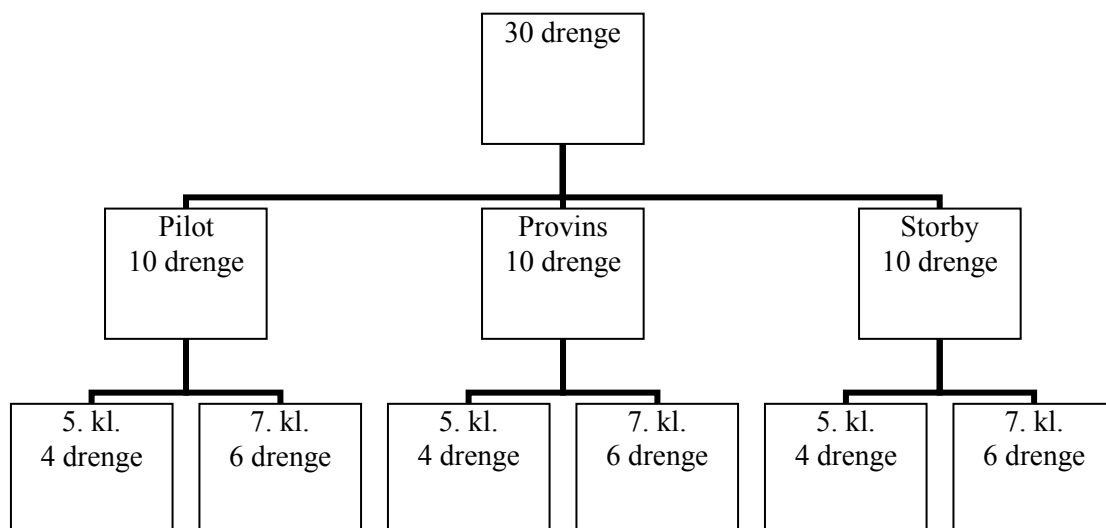 30 drenge
Pilot
10 drenge
Provins
10 drenge
Storby
10 drenge
5. kl.
4 drenge
7. kl.
6 drenge
5. kl.
4 drenge
7. kl.
6 drenge
5. kl.
4 drenge
7. kl.
6 drenge